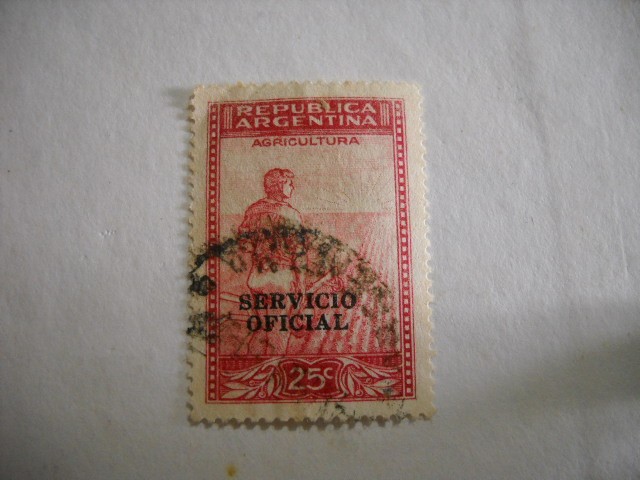 REPUBLICA
ARGENTINA
AGRICULTURA
SERVICIO
OFICIAL
25c